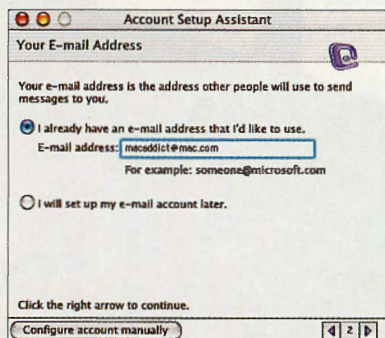 Account Setup Assistant
Your E-mail Address
Your e-mail address is the address other people will use to send
messages to you.
I already have an e-mail address that I'd like to use.
E-mail address: macaddict@mac.com
For example: someone@microsoft.com
I will set up my e-mail account later.
Click the right arrow to continue.
Configure account manually
2